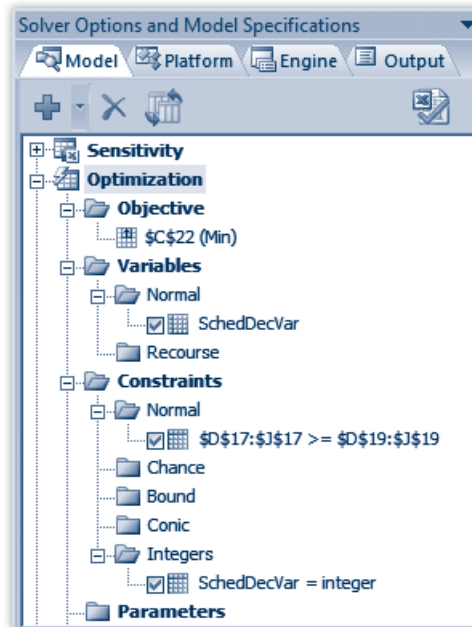 Solver Options and Model Specifications
Model Platform Engine Output
Sensitivity
Optimization
Objective
$C$22 (Min)
Variables
Normal
SchedDecVar
Recourse
Constraints
Normal
$D$17:$J$17 >= $D$19:$J$19
Chance
Bound
Conic
Integers
SchedDecVar = integer
Parameters